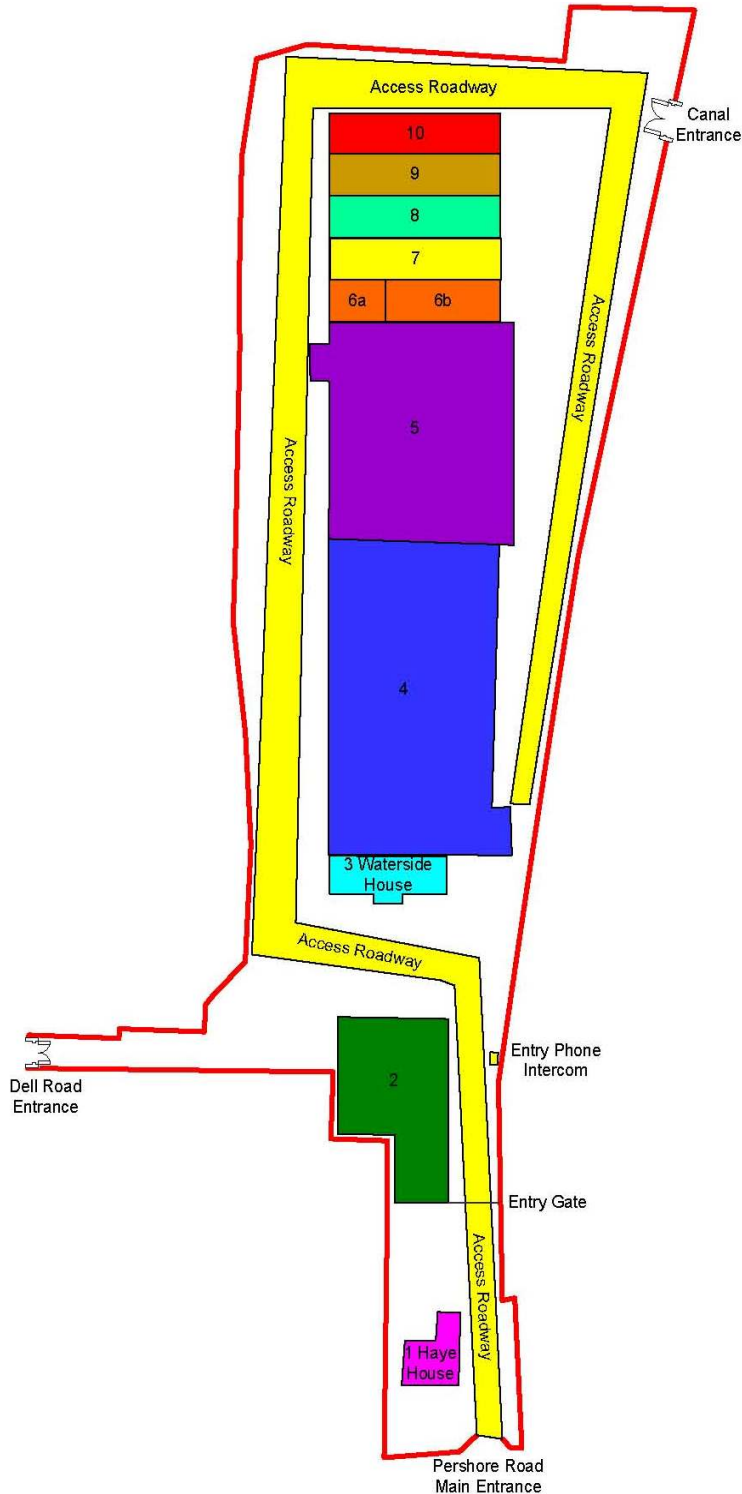 Access Roadway
Canal
Entrance
10
9
8
7
6a
6b
Access Roadway
5
Access Roadway
4
3 Waterside
House
Access Roadway
Entry Phone
Intercom
2
Dell Road
Entrance
Entry Gate
Access Roadway
1 Haye
House
Pershore Road
Main Entrance